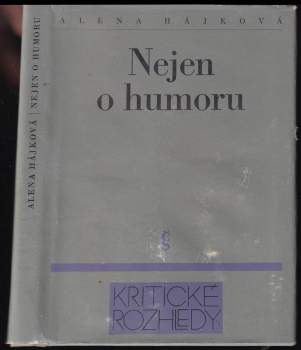 ALENA HÁJKOVÁ | NEJEN O HUMORU
ALENA HÁJKOVÁ
Nejen
o humoru
KRITICKÉ
ROZHLEDY